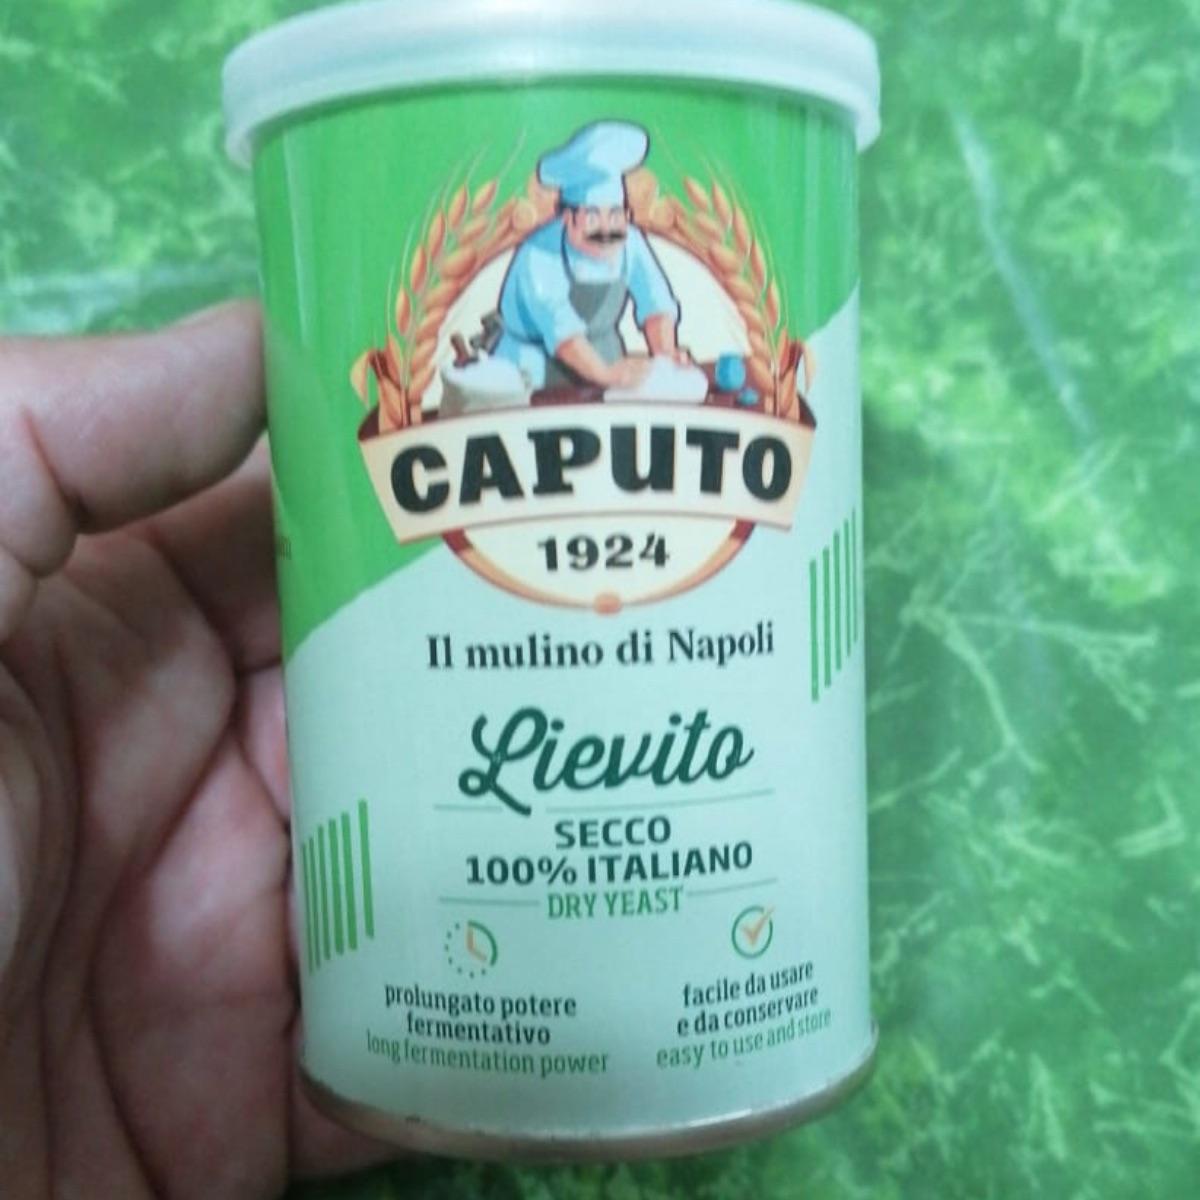 CAPUTO
1924
Il mulino di Napoli
Lievito
SECCO
100% ITALIANO
DRY YEAST
prolungato potere
fermentativo
long fermentation power
facile da usare
e da conservare
easy to use and store